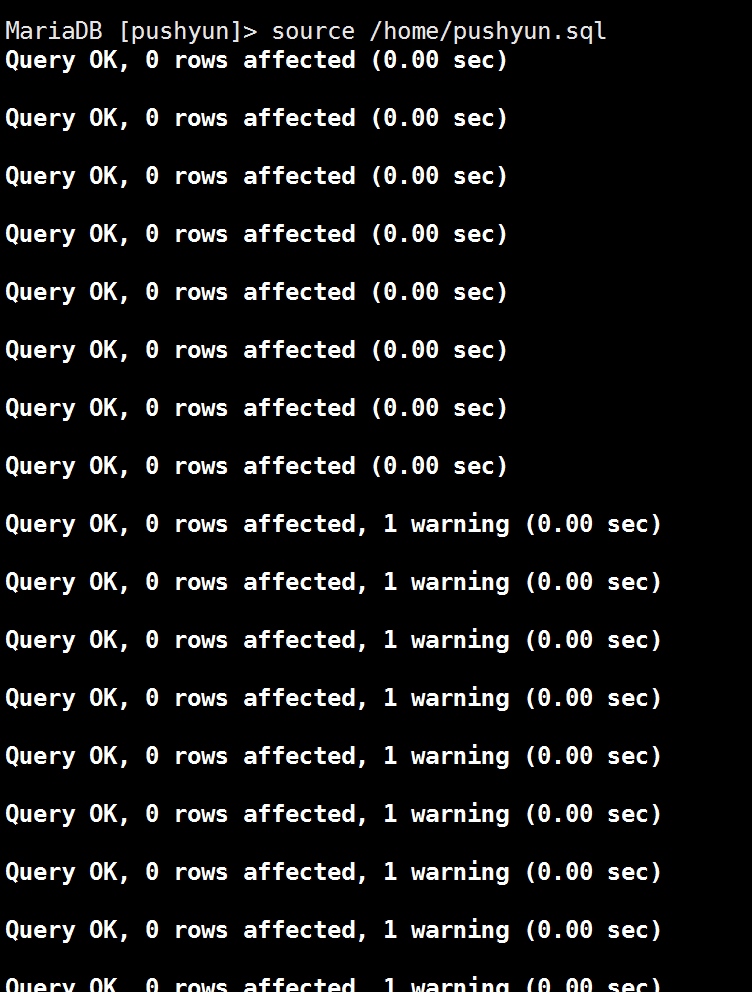 MariaDB [pushyun]> source /home/pushyun.sql
Query OK, 0 rows affected (0.00 sec)
Query OK, 0 rows affected (0.00 sec)
Query OK, 0 rows affected (0.00 sec)
Query OK, 0 rows affected (0.00 sec)
Query OK, 0 rows affected (0.00 sec)
Query OK, 0 rows affected (0.00 sec)
Query OK, 0 rows affected (0.00 sec)
Query OK, 0 rows affected (0.00 sec)
Query OK, 0 rows affected, 1 warning (0.00 sec)
Query OK, 0 rows affected, 1 warning (0.00 sec)
Query OK, 0 rows affected, 1 warning (0.00 sec)
Query OK, 0 rows affected, 1 warning (0.00 sec)
Query OK, 0 rows affected, 1 warning (0.00 sec)
Query OK, 0 rows affected, 1 warning (0.00 sec)
Query OK, 0 rows affected, 1 warning (0.00 sec)
Query OK, 0 rows affected, 1 warning (0.00 sec)
Query OK, 0 rows affected, 1 warning (0.00 sec)